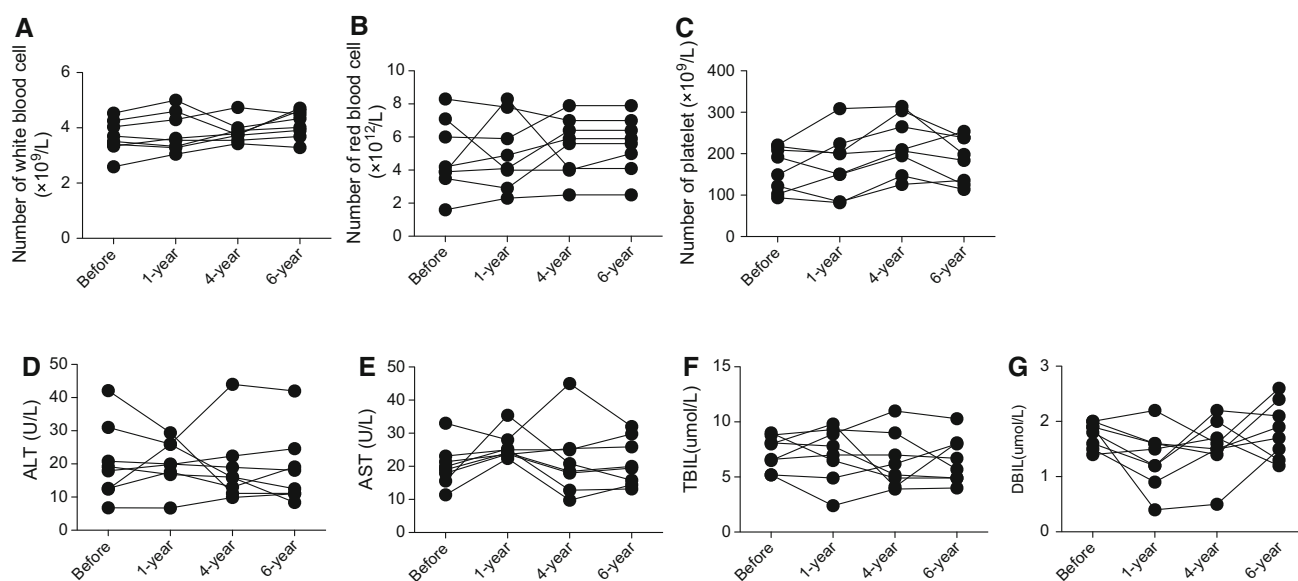 A
Number of white blood cell
(×10⁹/L)
6
4
2
0
Before
1-year
4-year
6-year
B
Number of red blood cell
(×10¹²/L)
10
8
6
4
2
0
Before
1-year
4-year
6-year
C
Number of platelet (×10⁹/L)
400
300
200
100
0
Before
1-year
4-year
6-year
D
ALT (U/L)
50
40
30
20
10
0
Before
1-year
4-year
6-year
E
AST (U/L)
50
40
30
20
10
0
Before
1-year
4-year
6-year
F
TBIL(umol/L)
15
10
5
0
Before
1-year
4-year
6-year
G
DBIL(umol/L)
3
2
1
0
Before
1-year
4-year
6-year